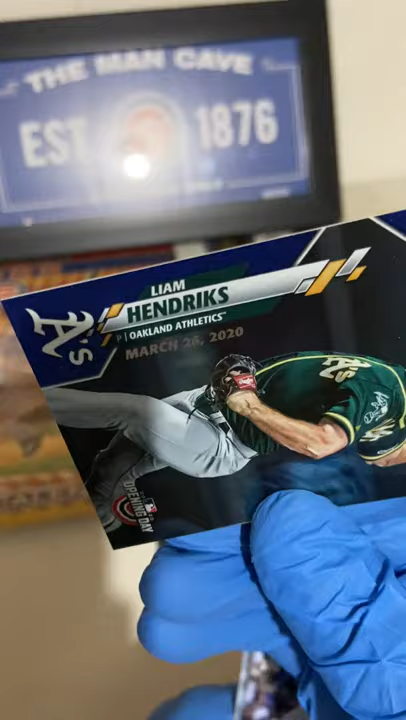 THE MAN CAVE
EST 1876
LIAM
HENDRIKS
P | OAKLAND ATHLETICS™
MARCH 26, 2020
A's
A's
OPENING DAY